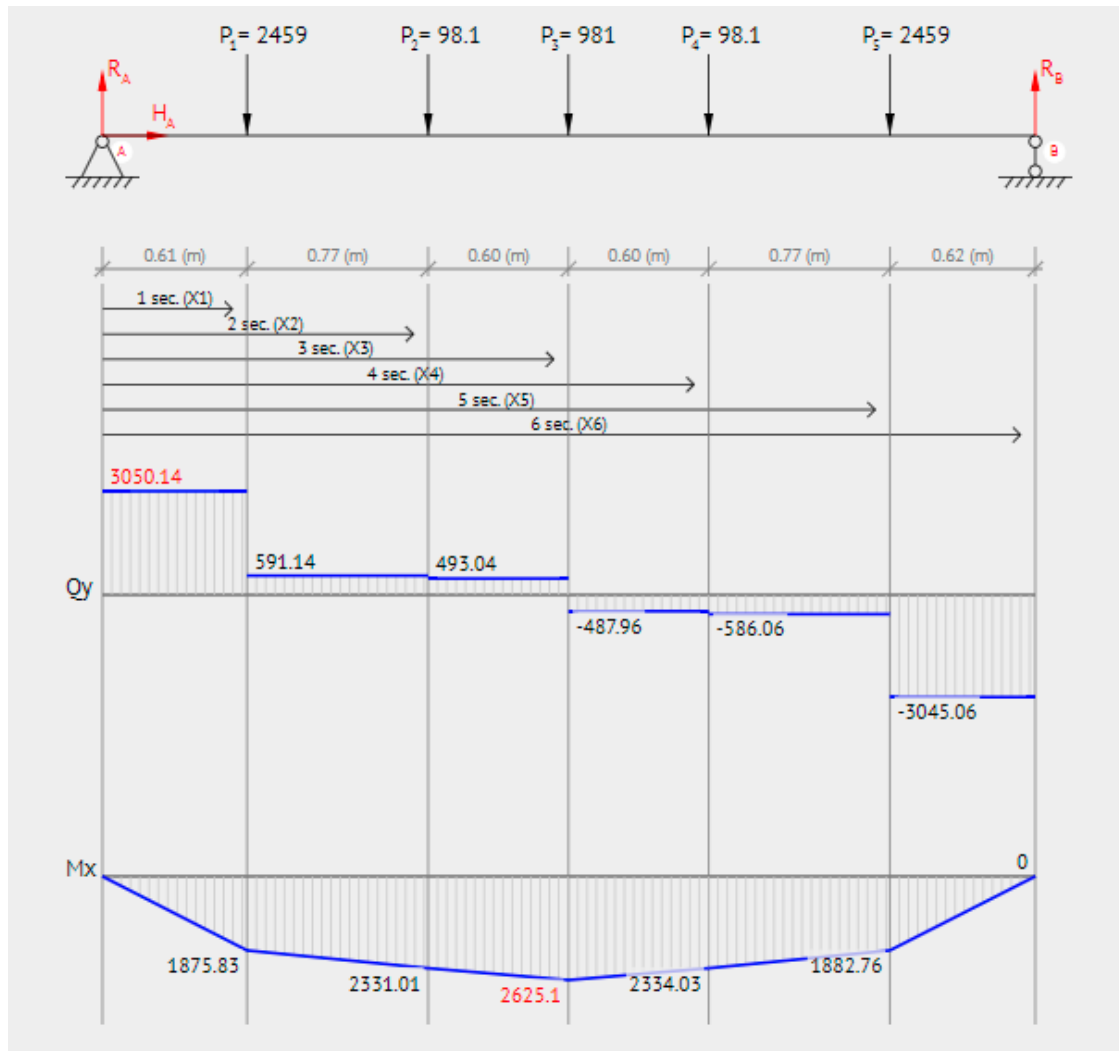 P1= 2459 P2= 98.1 P3= 981 P4= 98.1 P5= 2459
RA RB
HA
A B
0.61 (m) 0.77 (m) 0.60 (m) 0.60 (m) 0.77 (m) 0.62 (m)
1 sec. (X1)
2 sec. (X2)
3 sec. (X3)
4 sec. (X4)
5 sec. (X5)
6 sec. (X6)
3050.14
591.14 493.04
Qy
-487.96 -586.06
-3045.06
0
Mx
1875.83 1882.76
2331.01 2334.03
2625.1